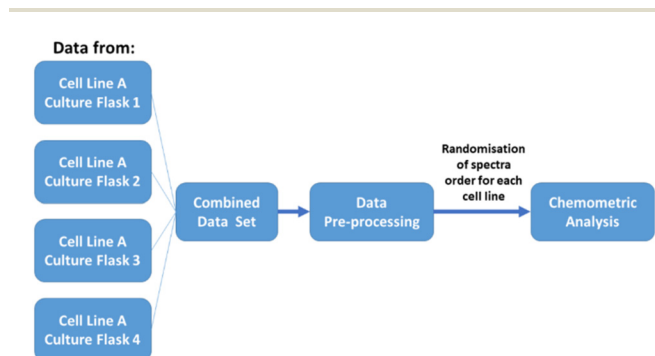 Data from:
Cell Line A
Culture Flask 1
Cell Line A
Culture Flask 2
Cell Line A
Culture Flask 3
Cell Line A
Culture Flask 4
Combined
Data Set
Data
Pre-processing
Randomisation
of spectra
order for each
cell line
Chemometric
Analysis